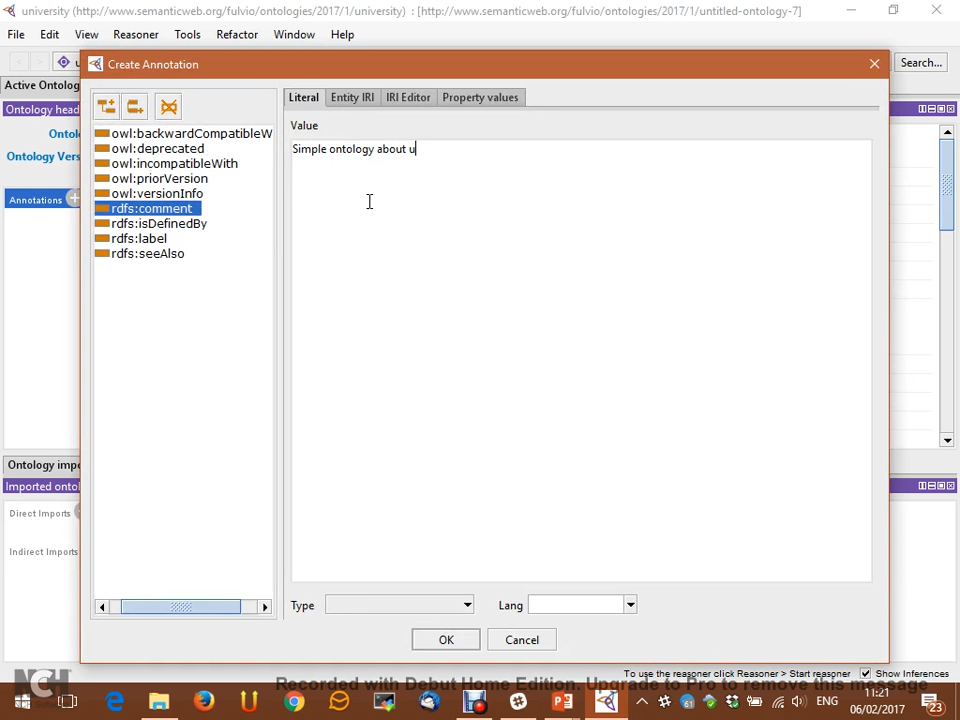 university (http://www.semanticweb.org/fulvio/ontologies/2017/1/university) : [http://www.semanticweb.org/fulvio/ontologies/2017/1/untitled-ontology-7]
File Edit View Reasoner Tools Refactor Window Help
u Search...
Create Annotation
Active Ontolog
Ontology head
Ontolo
Ontology Vers
Annotations
Literal Entity IRI IRI Editor Property values
Value
Simple ontology about u
owl:backwardCompatibleW
owl:deprecated
owl:incompatibleWith
owl:priorVersion
owl:versionInfo
rdfs:comment
rdfs:isDefinedBy
rdfs:label
rdfs:seeAlso
Ontology impo
Imported ontol
Direct Imports
Indirect Imports
Type Lang
OK Cancel
To use the reasoner click Reasoner > Start reasoner Show Inferences
NCH
Recorded with Debut Home Edition. Upgrade to Pro to remove this message
61 ENG 11:21
06/02/2017 23